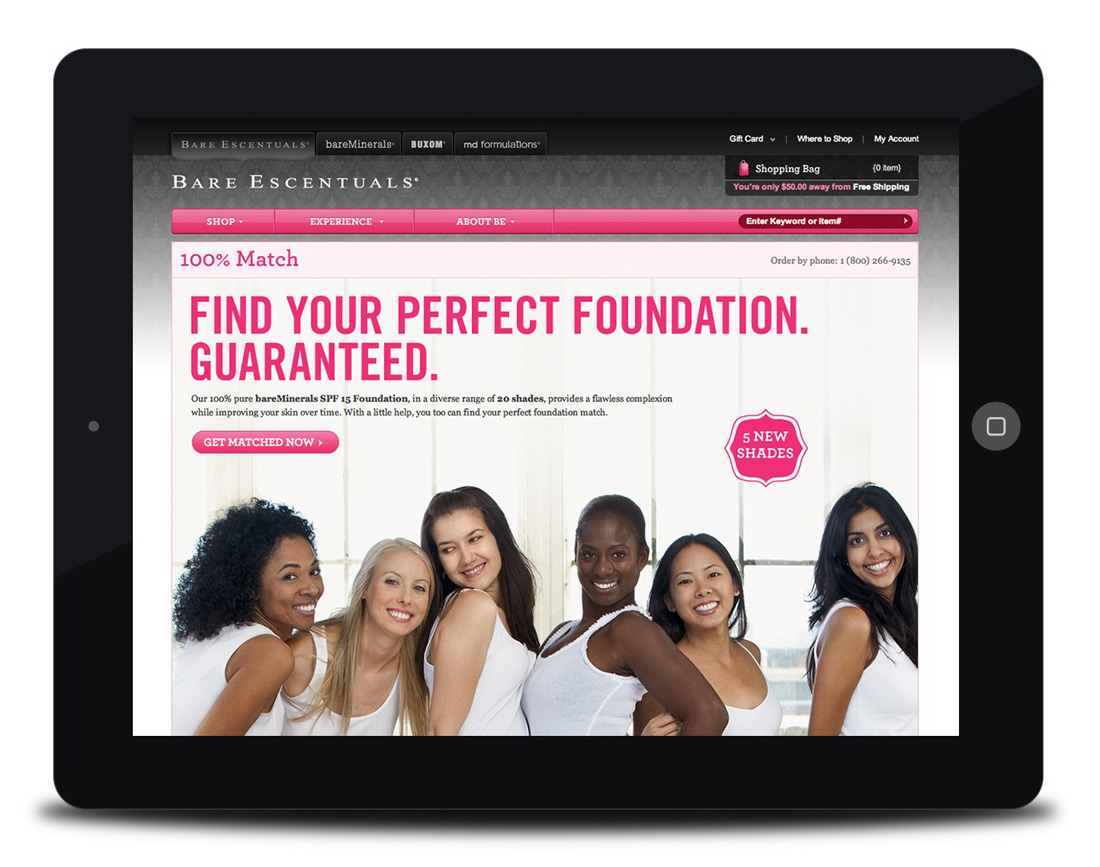 BARE ESCENTUALS®
bareMinerals®
BUXOM®
md formulations®
Gift Card | Where to Shop | My Account
BARE ESCENTUALS®
Shopping Bag {0 item}
You're only $50.00 away from Free Shipping
SHOP EXPERIENCE ABOUT BE
Enter Keyword or Item#
100% Match
Order by phone: 1 (800) 266-9135
FIND YOUR PERFECT FOUNDATION.
GUARANTEED.
Our 100% pure bareMinerals SPF 15 Foundation, in a diverse range of 20 shades, provides a flawless complexion
while improving your skin over time. With a little help, you too can find your perfect foundation match.
GET MATCHED NOW
5 NEW
SHADES